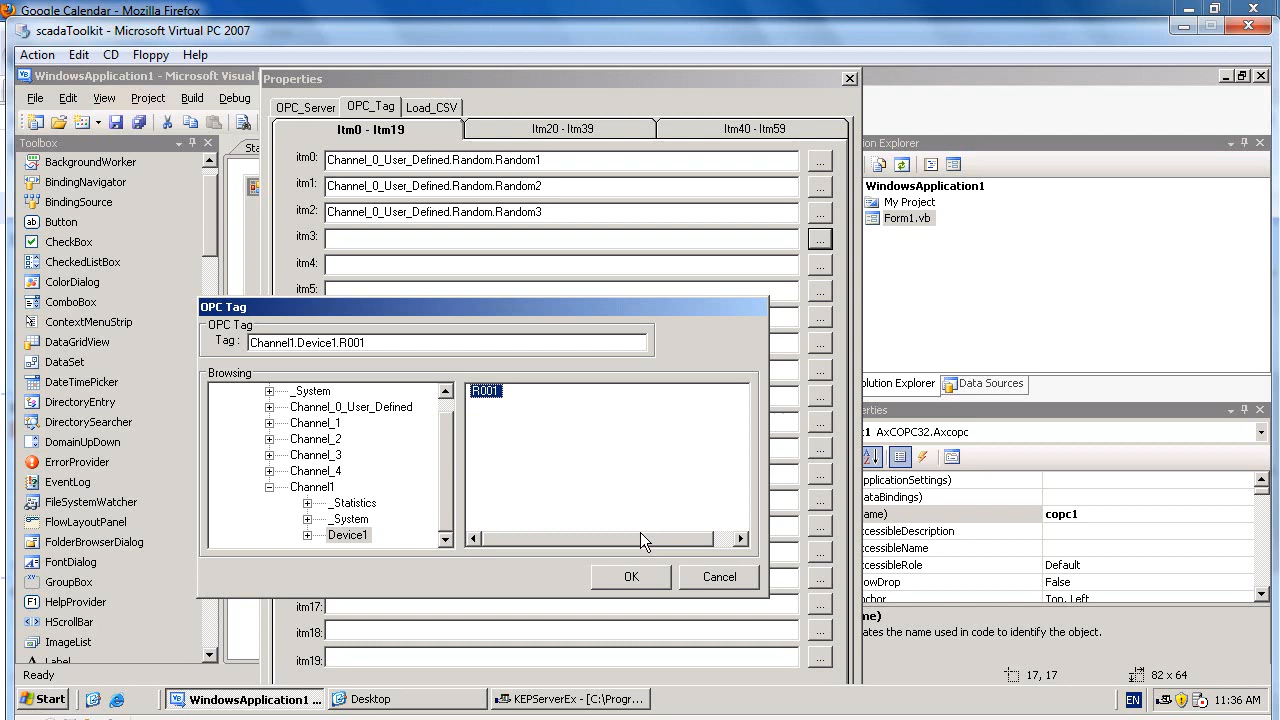 Google Calendar - Mozilla Firefox
scadaToolkit - Microsoft Virtual PC 2007
Action Edit CD Floppy Help
WindowsApplication1 - Microsoft Visual
File Edit View Project Build Debug
Toolbox
BackgroundWorker
BindingNavigator
BindingSource
Button
CheckBox
CheckedListBox
ColorDialog
ComboBox
ContextMenuStrip
DataGridView
DataSet
DateTimePicker
DirectoryEntry
DirectorySearcher
DomainUpDown
ErrorProvider
EventLog
FileSystemWatcher
FlowLayoutPanel
FolderBrowserDialog
FontDialog
GroupBox
HelpProvider
HScrollBar
ImageList
Label
Ready
Properties
OPC_Server OPC_Tag Load_CSV
Itm0 - Itm19 Itm20 - Itm39 Itm40 - Itm59
itm0: Channel_0_User_Defined.Random.Random1 ...
itm1: Channel_0_User_Defined.Random.Random2 ...
itm2: Channel_0_User_Defined.Random.Random3 ...
itm3: ...
itm4: ...
itm5: ...
OPC Tag
OPC Tag
Tag : Channel1.Device1.R001
Browsing
_System
Channel_0_User_Defined
Channel_1
Channel_2
Channel_3
Channel_4
Channel1
_Statistics
_System
Device1
R001
OK Cancel
itm17: ...
itm18: ...
itm19: ...
ion Explorer
WindowsApplication1
My Project
Form1.vb
olution Explorer Data Sources
erties
c1 AxCOPC32.Axcopc
pplicationSettings)
ataBindings)
ame) copc1
ccessibleDescription
ccessibleName
ccessibleRole Default
llowDrop False
nchor Top, Left
me)
ates the name used in code to identify the object.
17, 17 82 x 64
Start WindowsApplication1 ... Desktop KEPServerEx - [C:\Progr... EN 11:36 AM